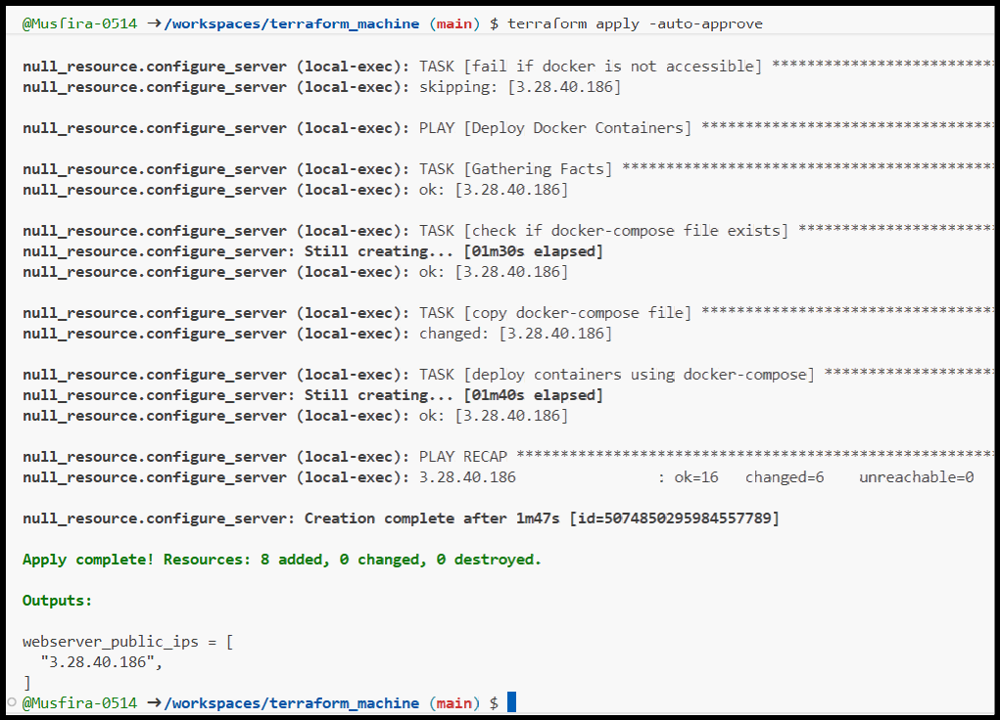 @Musfira-0514 →/workspaces/terraform_machine (main) $ terraform apply -auto-approve
null_resource.configure_server (local-exec): TASK [fail if docker is not accessible] *************************
null_resource.configure_server (local-exec): skipping: [3.28.40.186]
null_resource.configure_server (local-exec): PLAY [Deploy Docker Containers] *********************************
null_resource.configure_server (local-exec): TASK [Gathering Facts] ******************************************
null_resource.configure_server (local-exec): ok: [3.28.40.186]
null_resource.configure_server (local-exec): TASK [check if docker-compose file exists] **********************
null_resource.configure_server: Still creating... [01m30s elapsed]
null_resource.configure_server (local-exec): ok: [3.28.40.186]
null_resource.configure_server (local-exec): TASK [copy docker-compose file] *********************************
null_resource.configure_server (local-exec): changed: [3.28.40.186]
null_resource.configure_server (local-exec): TASK [deploy containers using docker-compose] *******************
null_resource.configure_server: Still creating... [01m40s elapsed]
null_resource.configure_server (local-exec): ok: [3.28.40.186]
null_resource.configure_server (local-exec): PLAY RECAP ******************************************************
null_resource.configure_server (local-exec): 3.28.40.186                : ok=16   changed=6    unreachable=0
null_resource.configure_server: Creation complete after 1m47s [id=5074850295984557789]
Apply complete! Resources: 8 added, 0 changed, 0 destroyed.
Outputs:
webserver_public_ips = [
  "3.28.40.186",
]
@Musfira-0514 →/workspaces/terraform_machine (main) $